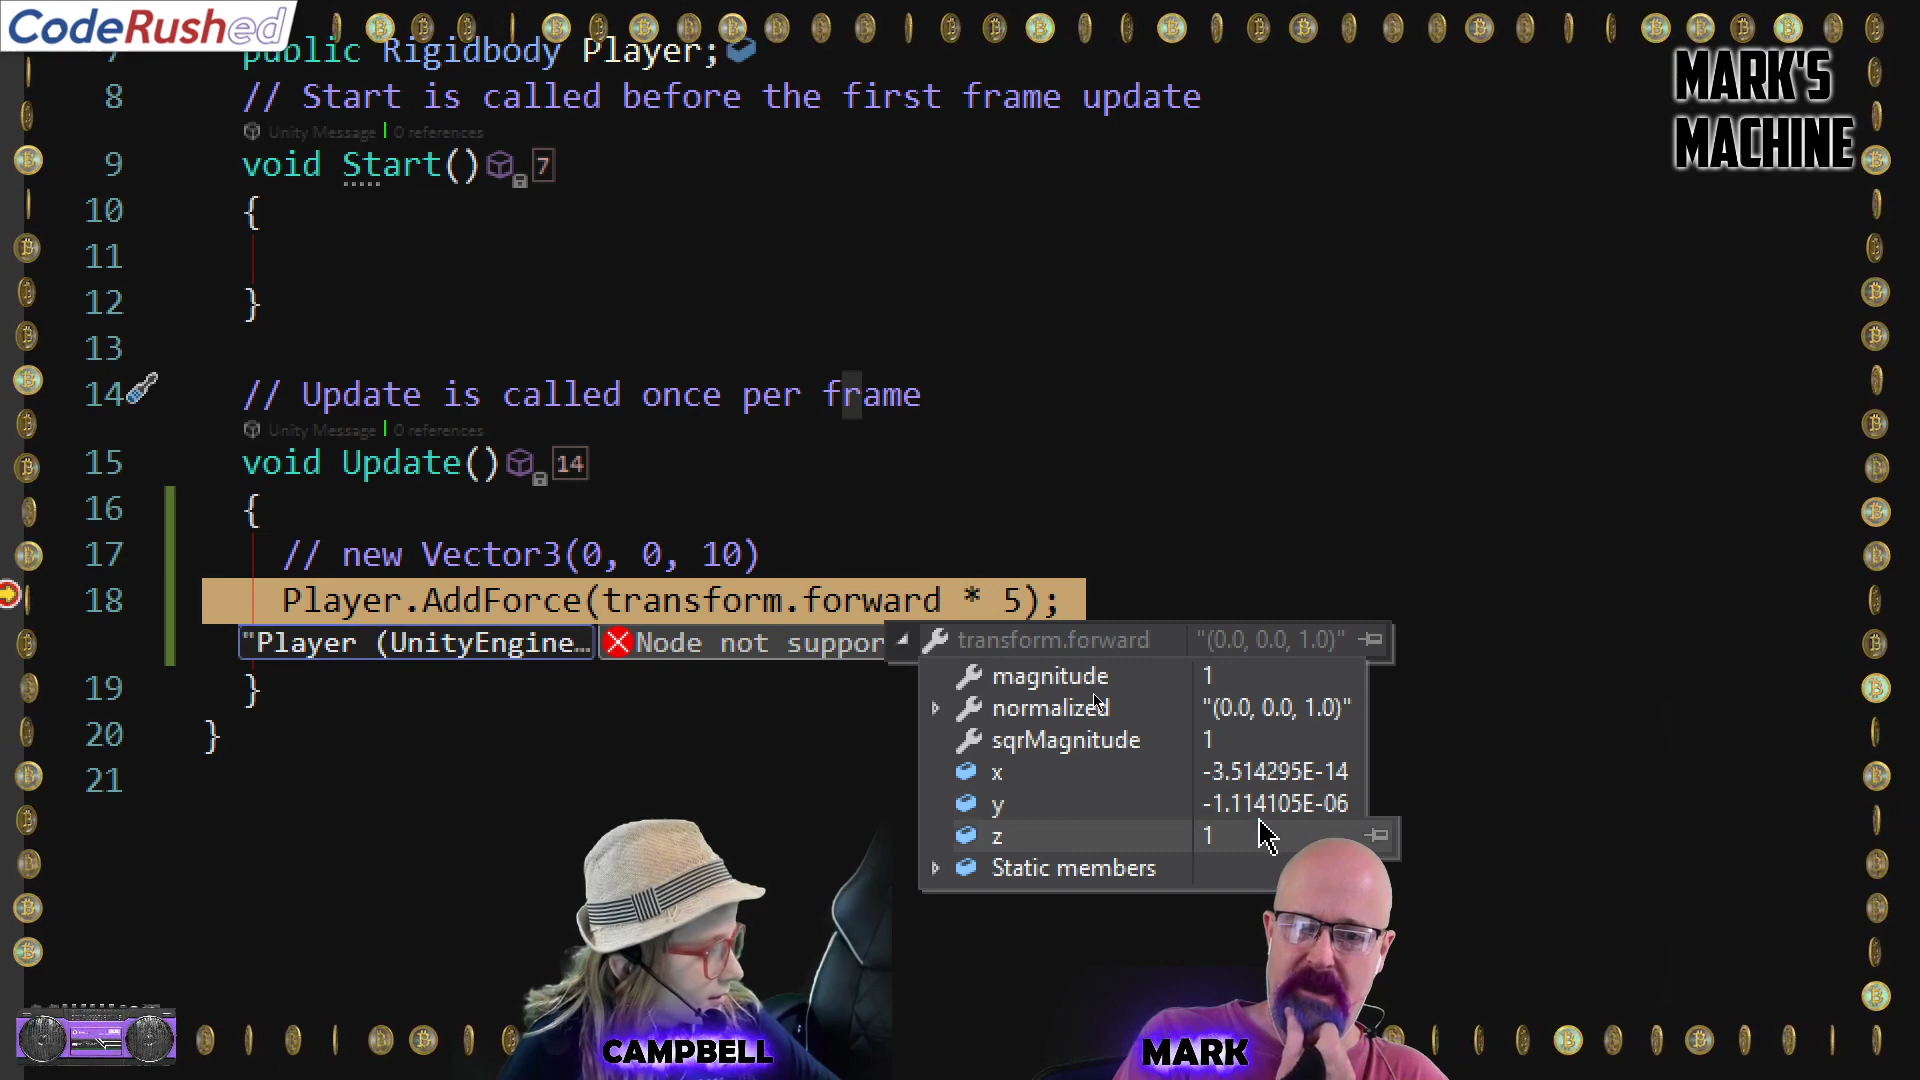 CodeRushed
MARK'S
MACHINE
7 public Rigidbody Player;
8 // Start is called before the first frame update
Unity Message | 0 references
9 void Start() 7
10 {
11
12 }
13
14 // Update is called once per frame
Unity Message | 0 references
15 void Update() 14
16 {
17 // new Vector3(0, 0, 10)
18 Player.AddForce(transform.forward * 5);
"Player (UnityEngine… Node not suppor
transform.forward "(0.0, 0.0, 1.0)"
magnitude 1
normalized "(0.0, 0.0, 1.0)"
sqrMagnitude 1
x -3.514295E-14
y -1.114105E-06
z 1
Static members
19 }
20 }
21
CAMPBELL
MARK